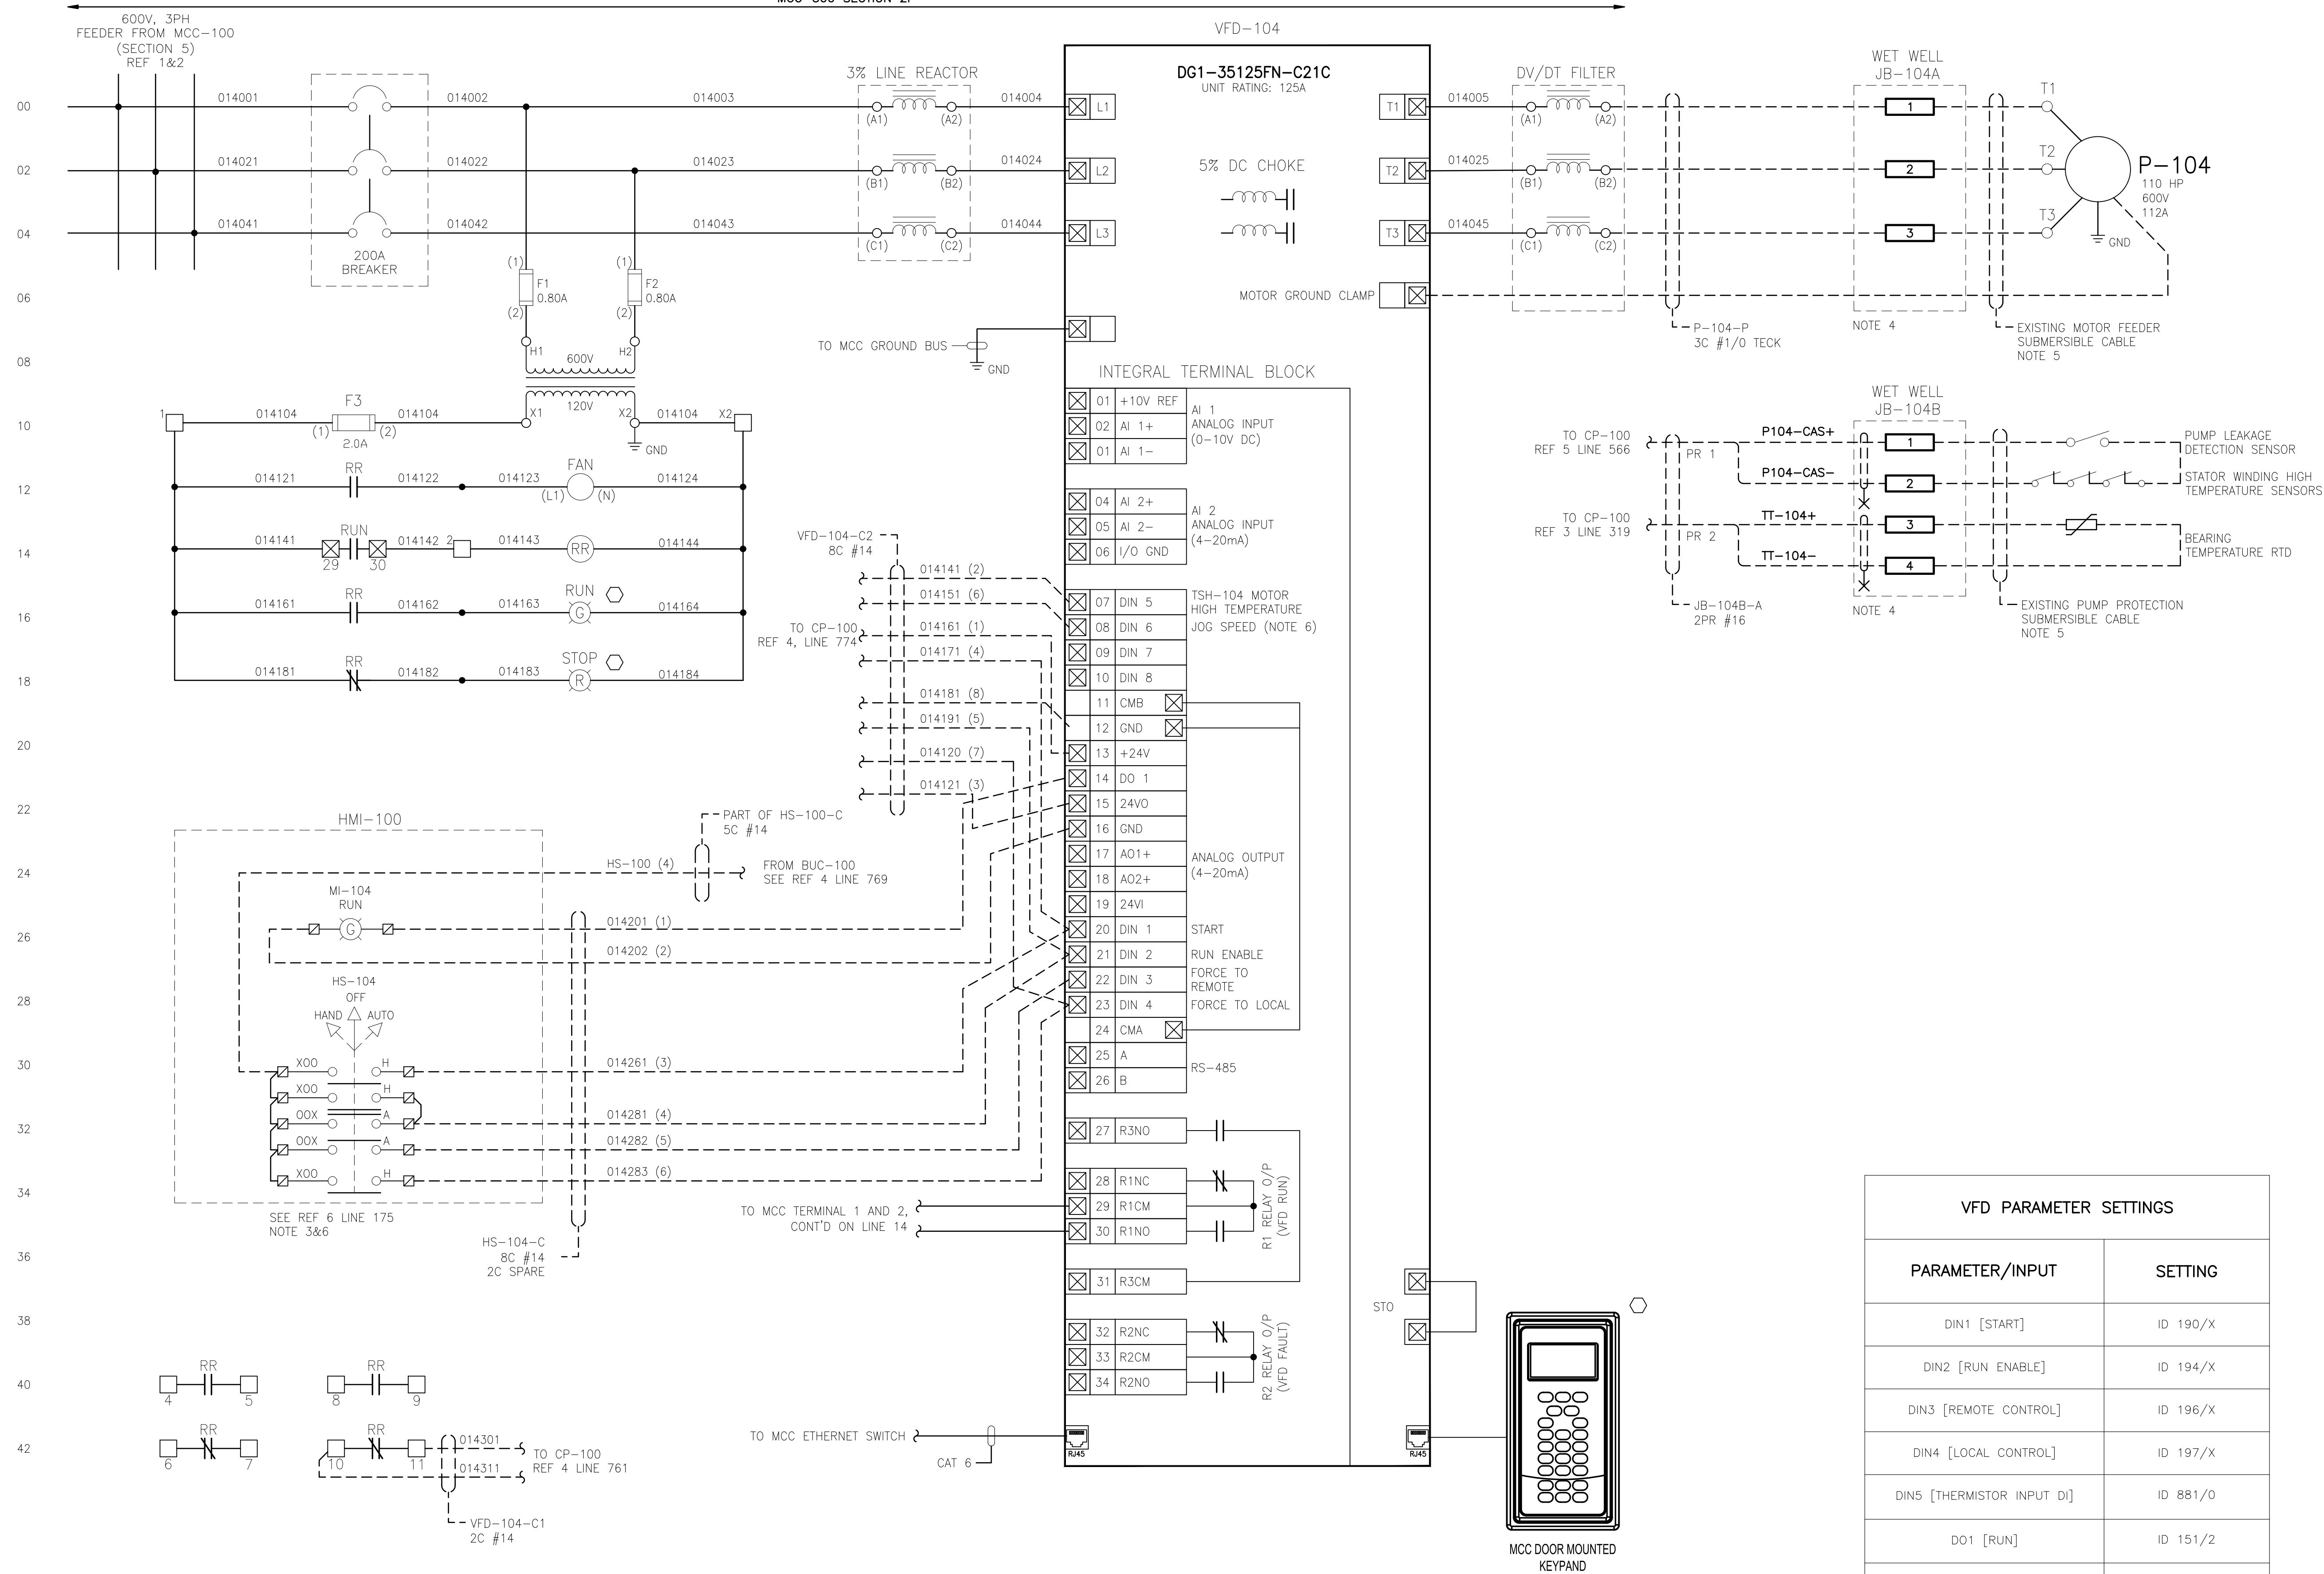 600V, 3PH
FEEDER FROM MCC-100
(SECTION 5)
REF 1&2
VFD-104
00
014001
014002
014003
3% LINE REACTOR
(A1)
(A2)
014004
02
014021
014022
014023
(B1)
(B2)
014024
04
014041
014042
014043
(C1)
(C2)
014044
200A
BREAKER
DG1-35125FN-C21C
UNIT RATING: 125A
L1
L2
L3
5% DC CHOKE
T1
T2
T3
MOTOR GROUND CLAMP
014005
014025
014045
DV/DT FILTER
(A1)
(A2)
(B1)
(B2)
(C1)
(C2)
P-104-P
3C #1/0 TECK
WET WELL
JB-104A
1
2
3
NOTE 4
T1
T2
T3
P-104
110 HP
600V
112A
GND
EXISTING MOTOR FEEDER
SUBMERSIBLE CABLE
NOTE 5
06
(1)
F1
0.80A
(2)
(1)
F2
0.80A
(2)
08
H1
600V
H2
TO MCC GROUND BUS
GND
10
1
014104
F3
(1)
(2)
2.0A
014104
X1
120V
X2
014104
X2
GND
12
014121
RR
014122
014123
FAN
(L1)
(N)
014124
14
014141
RUN
29
30
014142
2
014143
RR
014144
16
014161
RR
014162
014163
RUN
G
014164
18
014181
RR
014182
014183
STOP
R
014184
INTEGRAL TERMINAL BLOCK
01 +10V REF
02 AI 1+
01 AI 1-
AI 1
ANALOG INPUT
(0-10V DC)
04 AI 2+
05 AI 2-
06 I/O GND
AI 2
ANALOG INPUT
(4-20mA)
07 DIN 5
TSH-104 MOTOR
HIGH TEMPERATURE
08 DIN 6
JOG SPEED (NOTE 6)
09 DIN 7
10 DIN 8
11 CMB
12 GND
13 +24V
14 DO 1
15 24VO
16 GND
17 AO1+
18 AO2+
ANALOG OUTPUT
(4-20mA)
19 24VI
20 DIN 1 START
21 DIN 2 RUN ENABLE
22 DIN 3
FORCE TO
REMOTE
23 DIN 4 FORCE TO LOCAL
24 CMA
25 A
26 B
RS-485
27 R3NO
28 R1NC
29 R1CM
30 R1NO
R1 RELAY O/P
(VFD RUN)
31 R3CM
32 R2NC
33 R2CM
34 R2NO
R2 RELAY O/P
(VFD FAULT)
RJ45
STO
RJ45
VFD-104-C2
8C #14
014141 (2)
014151 (6)
014161 (1)
TO CP-100
REF 4, LINE 774
014171 (4)
014181 (8)
014191 (5)
014120 (7)
014121 (3)
WET WELL
JB-104B
TO CP-100
REF 5 LINE 566
PR 1
P104-CAS+
P104-CAS-
TO CP-100
REF 3 LINE 319
PR 2
TT-104+
TT-104-
1
2
3
4
NOTE 4
JB-104B-A
2PR #16
PUMP LEAKAGE
DETECTION SENSOR
STATOR WINDING HIGH
TEMPERATURE SENSORS
BEARING
TEMPERATURE RTD
EXISTING PUMP PROTECTION
SUBMERSIBLE CABLE
NOTE 5
20
22
24
26
28
30
32
34
36
38
40
42
HMI-100
PART OF HS-100-C
5C #14
HS-100 (4)
FROM BUC-100
SEE REF 4 LINE 769
MI-104
RUN
G
014201 (1)
014202 (2)
HS-104
OFF
HAND
AUTO
X00
H
014261 (3)
X00
H
00X
A
014281 (4)
00X
A
014282 (5)
X00
H
014283 (6)
SEE REF 6 LINE 175
NOTE 3&6
HS-104-C
8C #14
2C SPARE
TO MCC TERMINAL 1 AND 2,
CONT'D ON LINE 14
RR
4
5
RR
8
9
RR
6
7
RR
10
11
014301
014311
TO CP-100
REF 4 LINE 761
VFD-104-C1
2C #14
TO MCC ETHERNET SWITCH
CAT 6
MCC DOOR MOUNTED
KEYPAND
VFD PARAMETER SETTINGS
PARAMETER/INPUT
SETTING
DIN1 [START]
ID 190/X
DIN2 [RUN ENABLE]
ID 194/X
DIN3 [REMOTE CONTROL]
ID 196/X
DIN4 [LOCAL CONTROL]
ID 197/X
DIN5 [THERMISTOR INPUT DI]
ID 881/0
DO1 [RUN]
ID 151/2